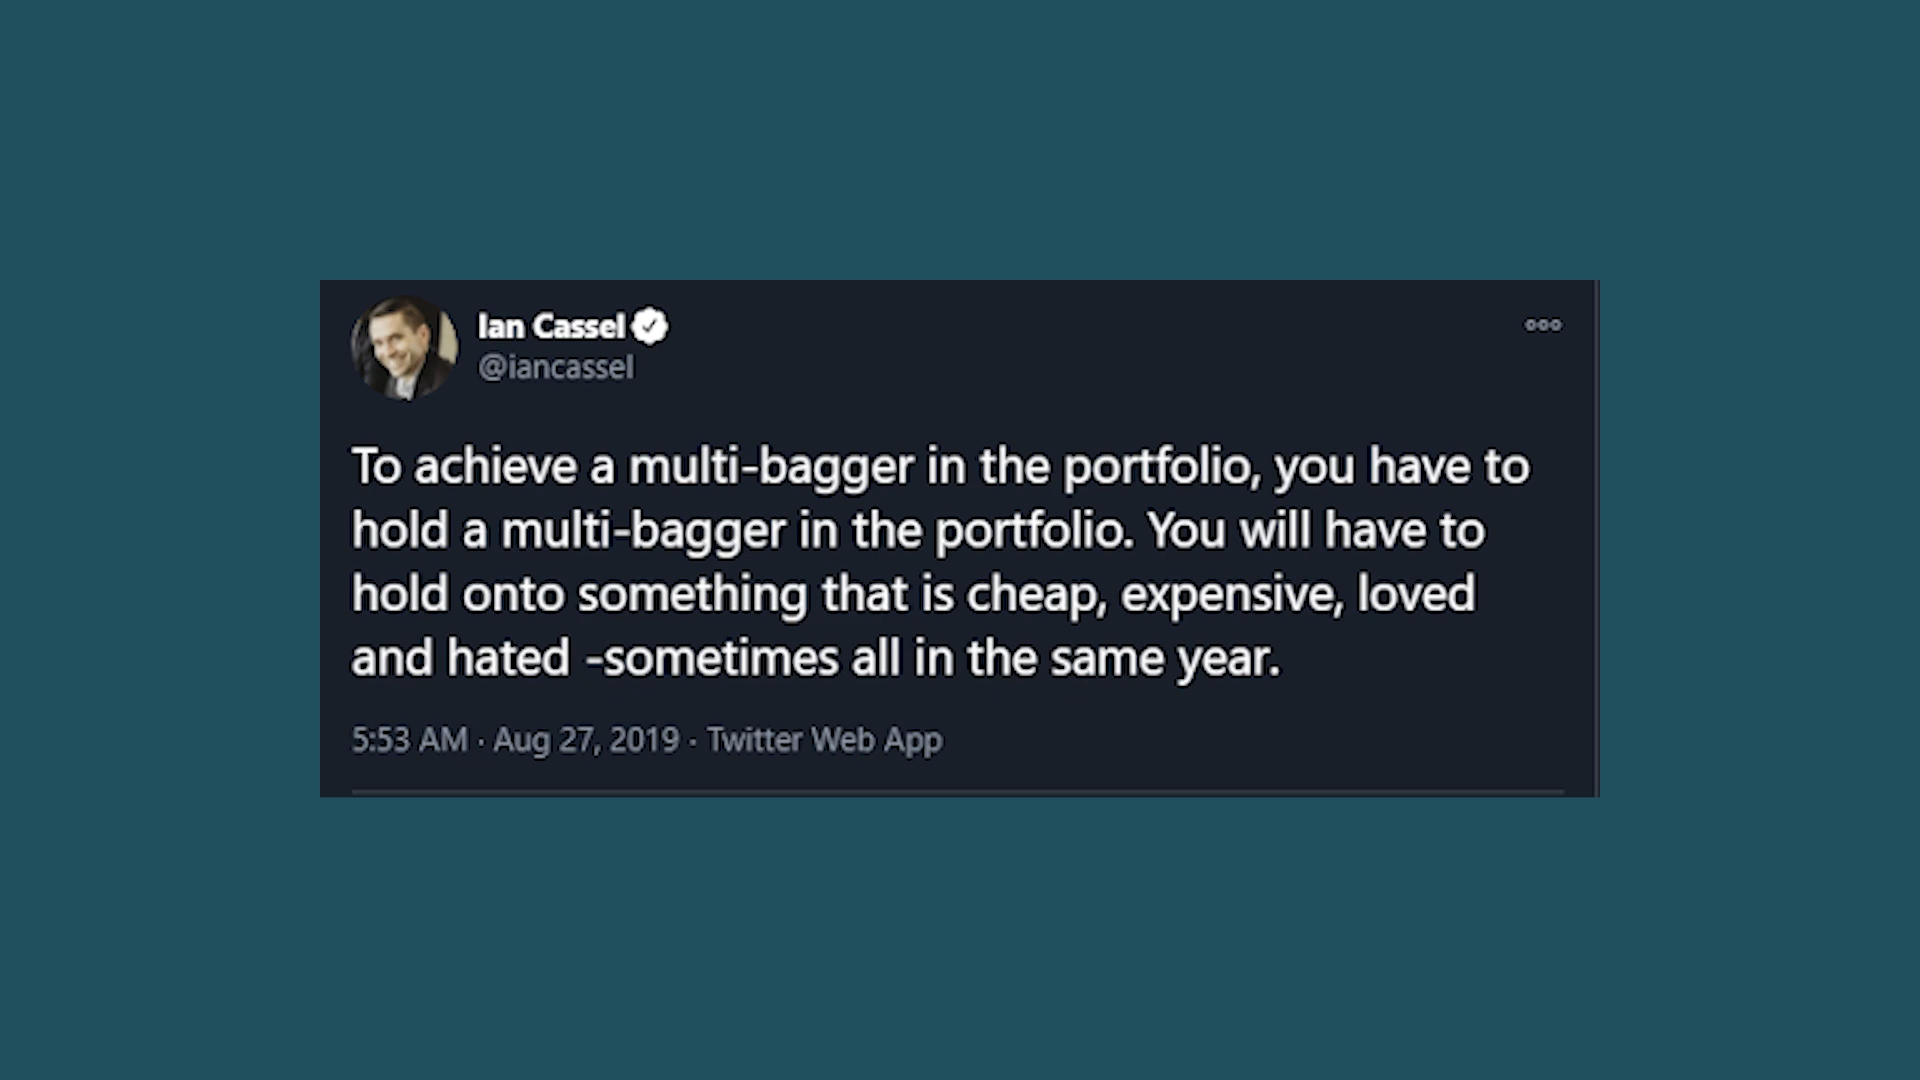 Ian Cassel
@iancassel
To achieve a multi-bagger in the portfolio, you have to
hold a multi-bagger in the portfolio. You will have to
hold onto something that is cheap, expensive, loved
and hated -sometimes all in the same year.
5:53 AM · Aug 27, 2019 · Twitter Web App